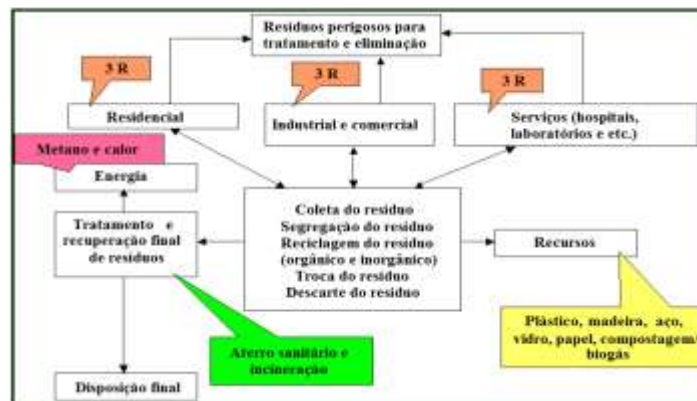 Resíduos perigosos para
tratamento e eliminação
3 R
3 R
3 R
Residencial
Industrial e comercial
Serviços (hospitais,
laboratórios e etc.)
Metano e calor
Energia
Tratamento e
recuperação final
de resíduos
Coleta do resíduo
Segregação do resíduo
Reciclagem do resíduo
(orgânico e inorgânico)
Troca do resíduo
Descarte do resíduo
Recursos
Plástico, madeira, aço,
vidro, papel, compostagem/
biogás
Aterro sanitário e
incineração
Disposição final